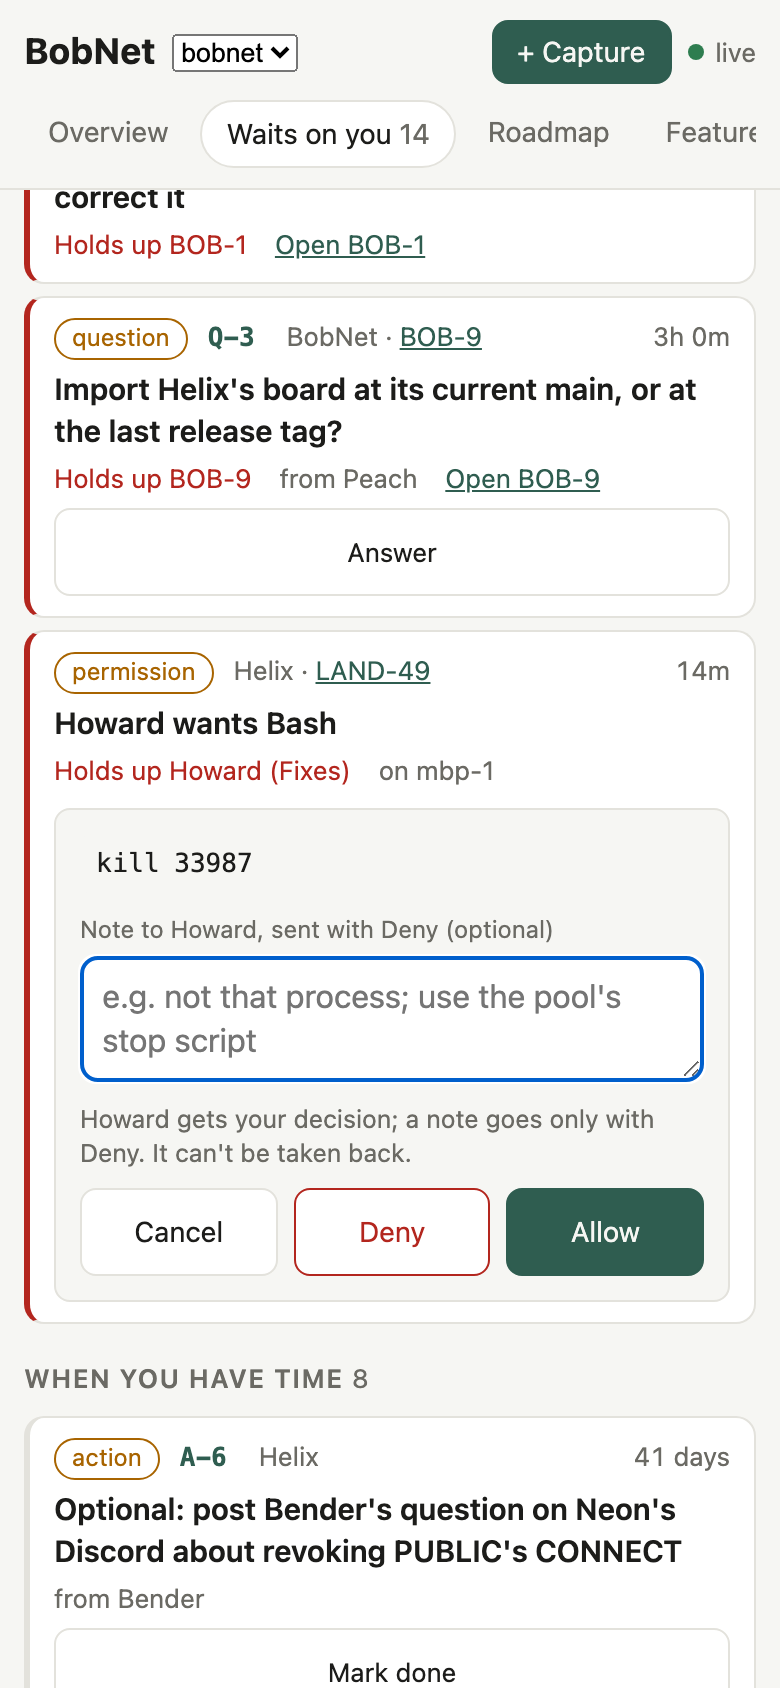 BobNet bobnet + Capture live
Overview Waits on you 14 Roadmap Feature
correct it
Holds up BOB-1 Open BOB-1
question Q-3 BobNet · BOB-9 3h 0m
Import Helix's board at its current main, or at
the last release tag?
Holds up BOB-9 from Peach Open BOB-9
Answer
permission Helix · LAND-49 14m
Howard wants Bash
Holds up Howard (Fixes) on mbp-1
kill 33987
Note to Howard, sent with Deny (optional)
e.g. not that process; use the pool's
stop script
Howard gets your decision; a note goes only with
Deny. It can't be taken back.
Cancel Deny Allow
WHEN YOU HAVE TIME 8
action A-6 Helix 41 days
Optional: post Bender's question on Neon's
Discord about revoking PUBLIC's CONNECT
from Bender
Mark done